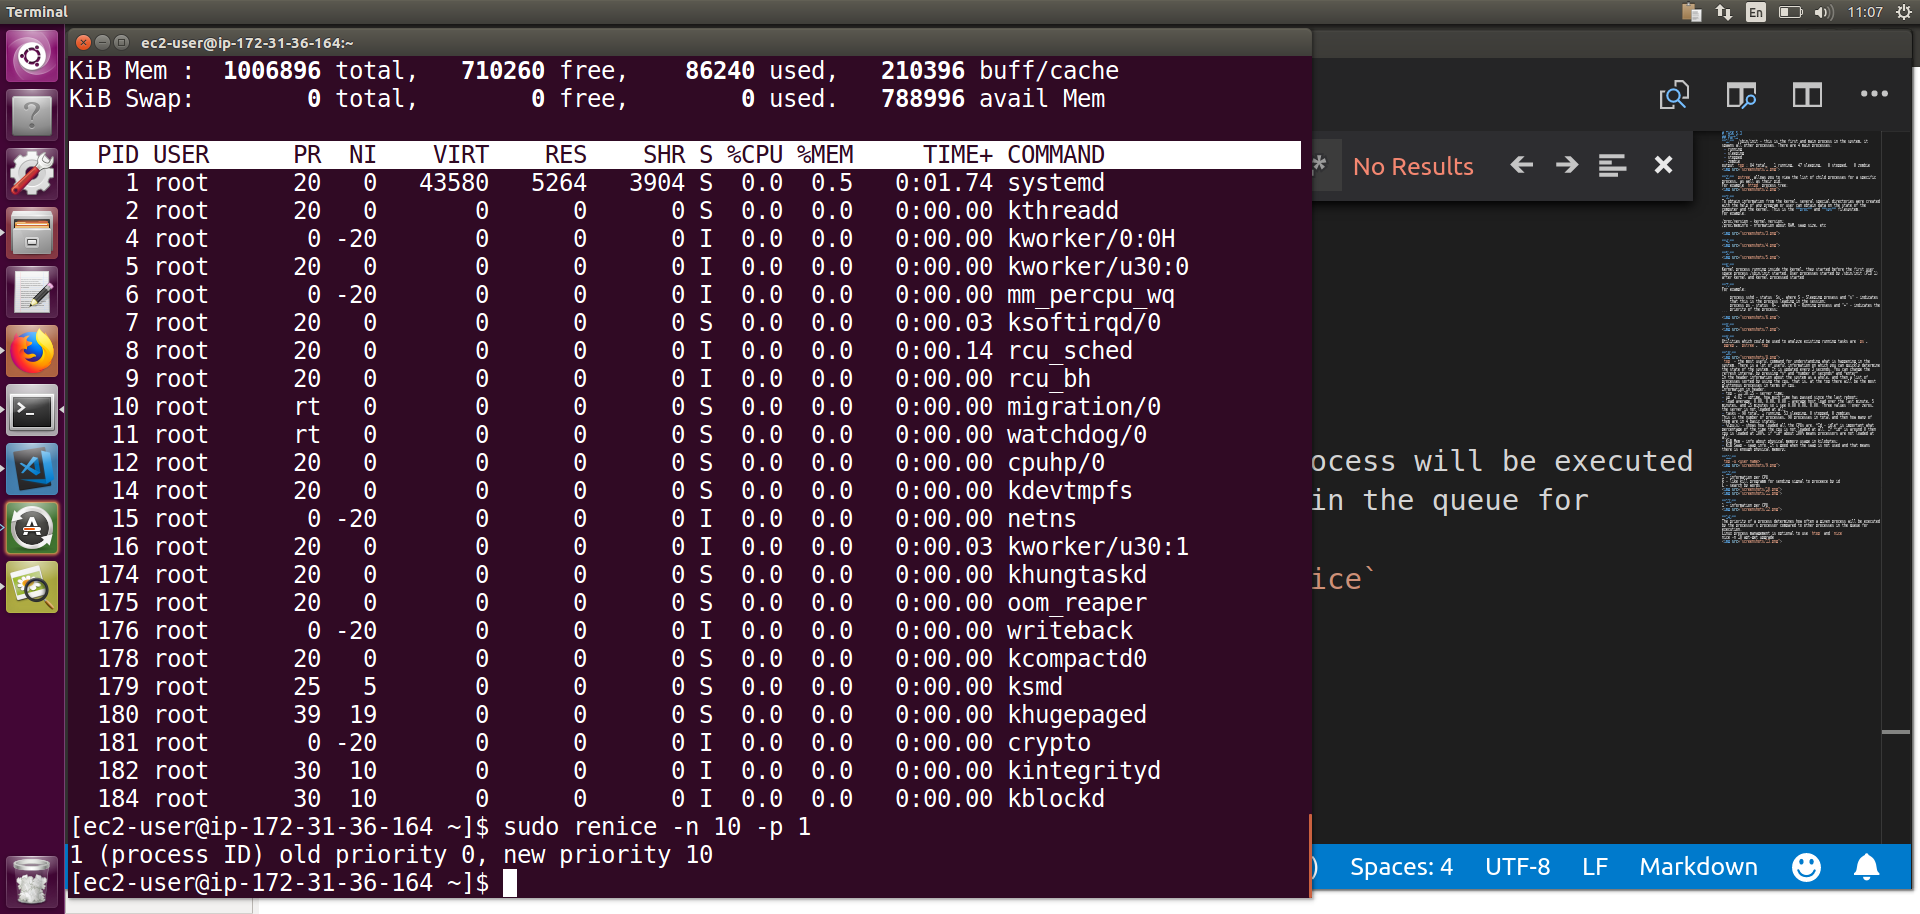 Terminal
En
11:07
ec2-user@ip-172-31-36-164:~
KiB Mem :  1006896 total,   710260 free,    86240 used,   210396 buff/cache
KiB Swap:        0 total,        0 free,        0 used.   788996 avail Mem
PID USER      PR  NI    VIRT    RES    SHR S %CPU %MEM     TIME+ COMMAND
1 root      20   0   43580   5264   3904 S  0.0  0.5   0:01.74 systemd
2 root      20   0       0      0      0 S  0.0  0.0   0:00.00 kthreadd
4 root       0 -20       0      0      0 I  0.0  0.0   0:00.00 kworker/0:0H
5 root      20   0       0      0      0 I  0.0  0.0   0:00.00 kworker/u30:0
6 root       0 -20       0      0      0 I  0.0  0.0   0:00.00 mm_percpu_wq
7 root      20   0       0      0      0 S  0.0  0.0   0:00.03 ksoftirqd/0
8 root      20   0       0      0      0 I  0.0  0.0   0:00.14 rcu_sched
9 root      20   0       0      0      0 I  0.0  0.0   0:00.00 rcu_bh
10 root      rt   0       0      0      0 S  0.0  0.0   0:00.00 migration/0
11 root      rt   0       0      0      0 S  0.0  0.0   0:00.00 watchdog/0
12 root      20   0       0      0      0 S  0.0  0.0   0:00.00 cpuhp/0
14 root      20   0       0      0      0 S  0.0  0.0   0:00.00 kdevtmpfs
15 root       0 -20       0      0      0 I  0.0  0.0   0:00.00 netns
16 root      20   0       0      0      0 I  0.0  0.0   0:00.03 kworker/u30:1
174 root      20   0       0      0      0 S  0.0  0.0   0:00.00 khungtaskd
175 root      20   0       0      0      0 S  0.0  0.0   0:00.00 oom_reaper
176 root       0 -20       0      0      0 I  0.0  0.0   0:00.00 writeback
178 root      20   0       0      0      0 S  0.0  0.0   0:00.00 kcompactd0
179 root      25   5       0      0      0 S  0.0  0.0   0:00.00 ksmd
180 root      39  19       0      0      0 S  0.0  0.0   0:00.00 khugepaged
181 root       0 -20       0      0      0 I  0.0  0.0   0:00.00 crypto
182 root      30  10       0      0      0 I  0.0  0.0   0:00.00 kintegrityd
184 root      30  10       0      0      0 I  0.0  0.0   0:00.00 kblockd
[ec2-user@ip-172-31-36-164 ~]$ sudo renice -n 10 -p 1
1 (process ID) old priority 0, new priority 10
[ec2-user@ip-172-31-36-164 ~]$
No Results
ocess will be executed
in the queue for
ice`
) Spaces: 4 UTF-8 LF Markdown